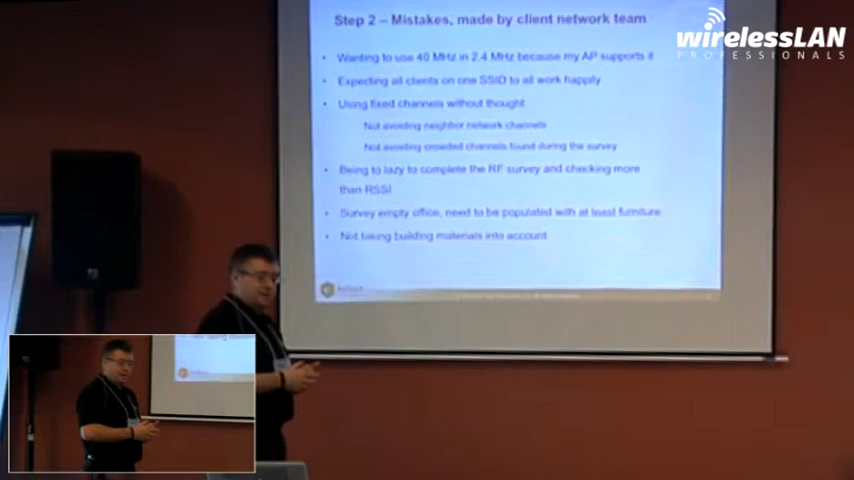 Step 2 – Mistakes, made by client network team
wirelessLAN
PROFESSIONALS
• Wanting to use 40 MHz in 2.4 MHz because my AP supports it
• Expecting all clients on one SSID to all work happily
• Using fixed channels without thought
Not avoiding neighbor network channels
Not avoiding crowded channels found during the survey
• Being to lazy to complete the RF survey and checking more
than RSSI
• Survey empty office, need to be populated with at least furniture
• Not taking building materials into account